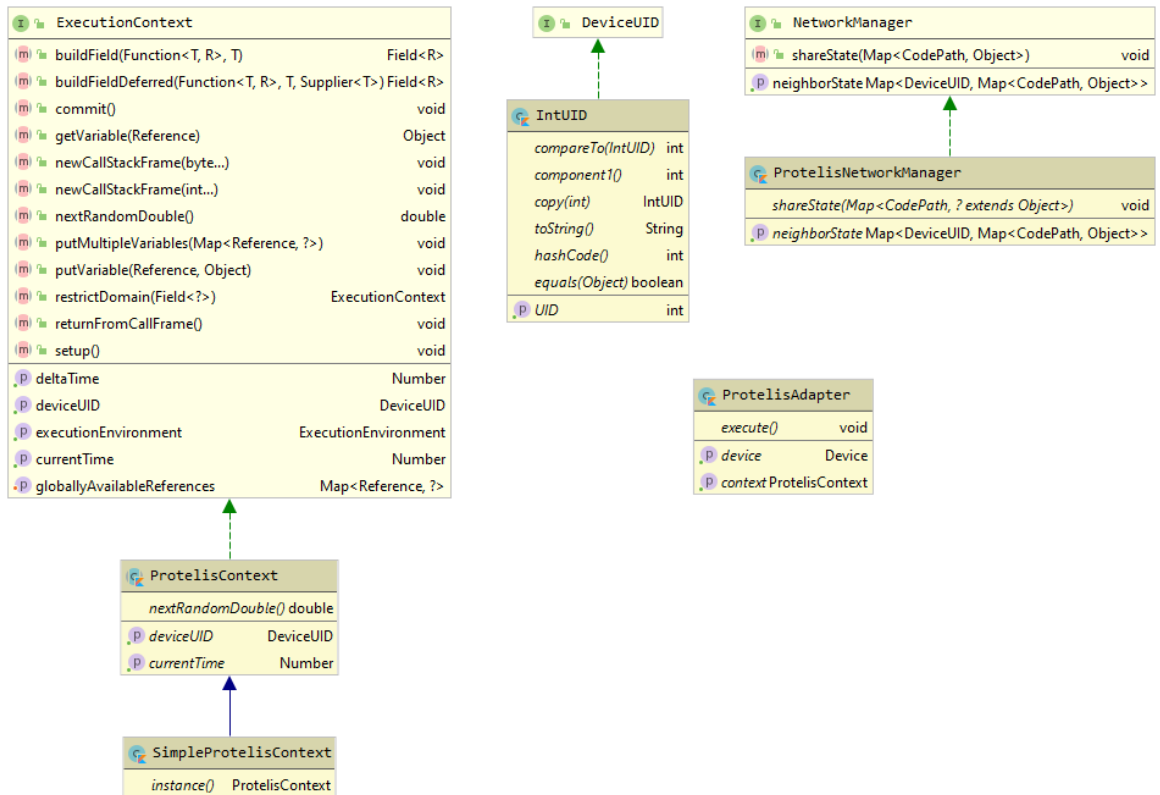 ExecutionContext
buildField(Function<T, R>, T) Field<R>
buildFieldDeferred(Function<T, R>, T, Supplier<T>) Field<R>
commit() void
getVariable(Reference) Object
newCallStackFrame(byte...) void
newCallStackFrame(int...) void
nextRandomDouble() double
putMultipleVariables(Map<Reference, ?>) void
putVariable(Reference, Object) void
restrictDomain(Field<?>) ExecutionContext
returnFromCallFrame() void
setup() void
deltaTime Number
deviceUID DeviceUID
executionEnvironment ExecutionEnvironment
currentTime Number
globallyAvailableReferences Map<Reference, ?>
ProtelisContext
nextRandomDouble() double
deviceUID DeviceUID
currentTime Number
SimpleProtelisContext
instance() ProtelisContext
DeviceUID
IntUID
compareTo(IntUID) int
component1() int
copy(int) IntUID
toString() String
hashCode() int
equals(Object) boolean
UID int
NetworkManager
shareState(Map<CodePath, Object>) void
neighborState Map<DeviceUID, Map<CodePath, Object>>
ProtelisNetworkManager
shareState(Map<CodePath, ? extends Object>) void
neighborState Map<DeviceUID, Map<CodePath, Object>>
ProtelisAdapter
execute() void
device Device
context ProtelisContext